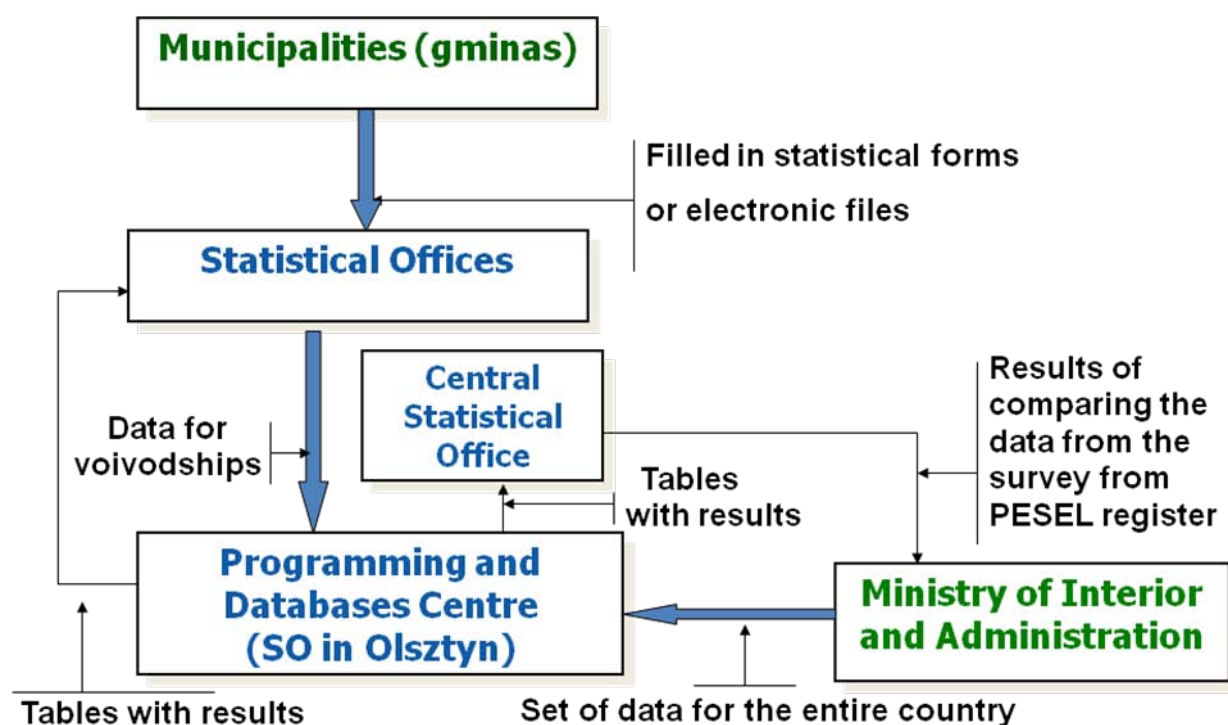 Municipalities (gminas)
Filled in statistical forms
or electronic files
Statistical Offices
Central
Statistical
Office
Data for
voivodships
Results of
comparing the
data from the
survey from
PESEL register
Tables
with results
Programming and
Databases Centre
(SO in Olsztyn)
Ministry of Interior
and Administration
Tables with results
Set of data for the entire country